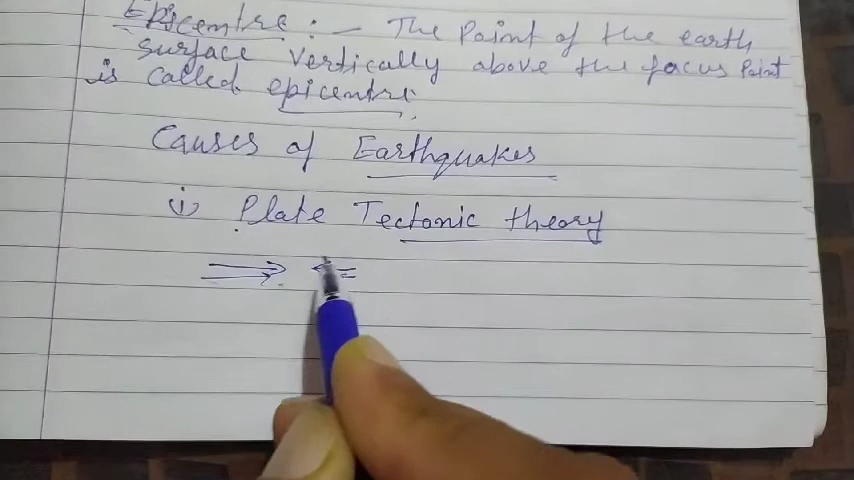 Epicentre :- The Point of the earth
surface vertically above the focus Point
is called epicentre.
Causes of Earthquakes
(i) Plate Tectonic theory